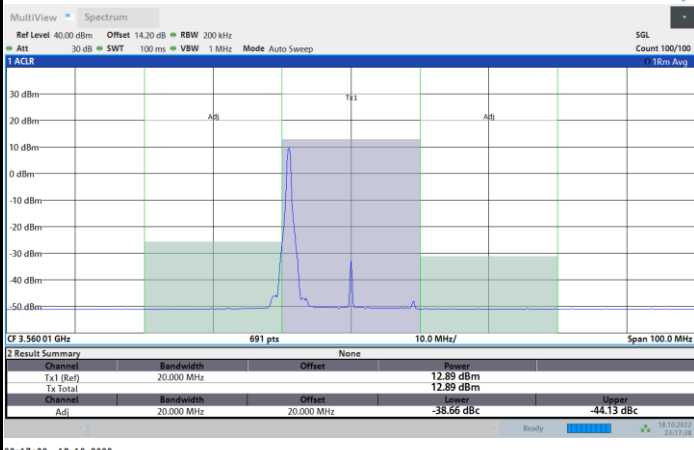 MultiView Spectrum
Ref Level 40.00 dBm Offset 14.20 dB RBW 200 kHz SGL
Att 30 dB SWT 100 ms VBW 1 MHz Mode Auto Sweep Count 100/100
1 ACLR 1Rm Avg
30 dBm
Tx1
20 dBm
Adj Adj
10 dBm
0 dBm
-10 dBm
-20 dBm
-30 dBm
-40 dBm
-50 dBm
CF 3.56001 GHz 691 pts 10.0 MHz/ Span 100.0 MHz
2 Result Summary None
Channel Bandwidth Offset Power
Tx1 (Ref) 20.000 MHz 12.89 dBm
Tx Total 12.89 dBm
Channel Bandwidth Offset Lower Upper
Adj 20.000 MHz 20.000 MHz -38.66 dBc -44.13 dBc
Ready 18.10.2022
23:17:38